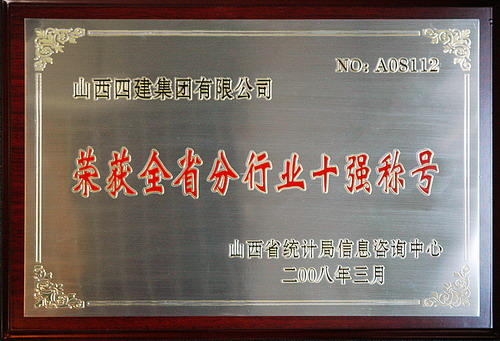 NO: A08112
山西四建集团有限公司
荣获全省分行业十强称号
山西省统计局信息咨询中心
二00八年三月